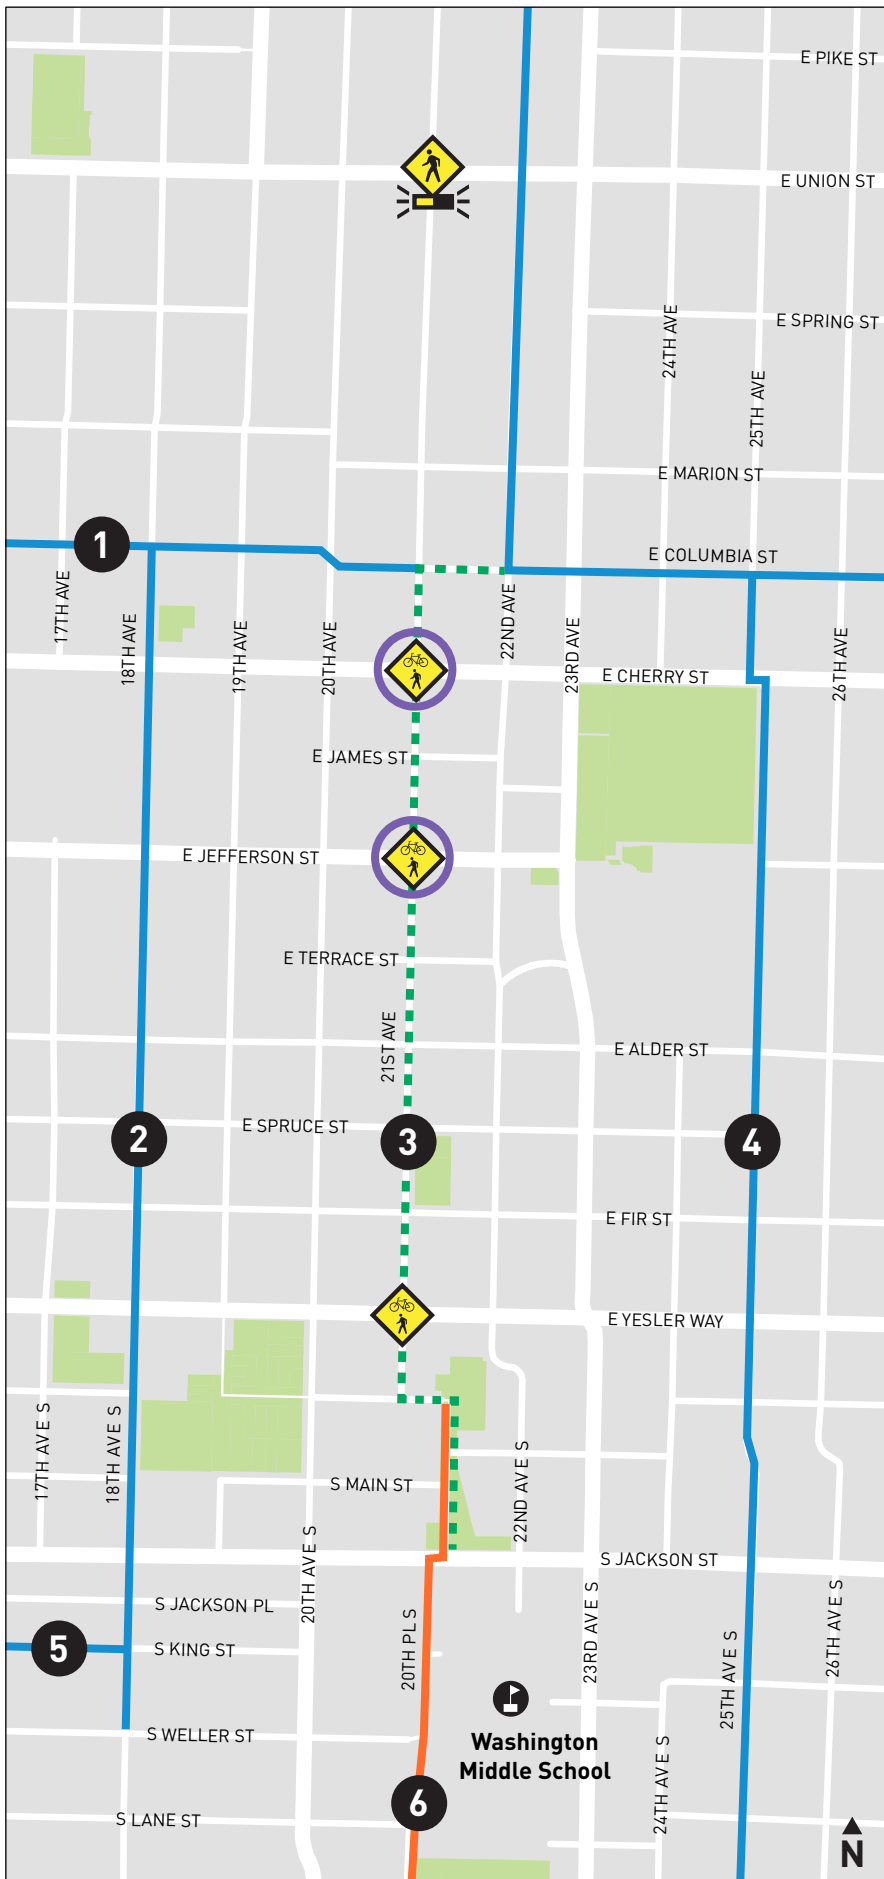 E PIKE ST
E UNION ST
E SPRING ST
24TH AVE
25TH AVE
E MARION ST
1
E COLUMBIA ST
17TH AVE
18TH AVE
19TH AVE
20TH AVE
22ND AVE
23RD AVE
26TH AVE
E CHERRY ST
E JAMES ST
E JEFFERSON ST
E TERRACE ST
21ST AVE
E ALDER ST
E SPRUCE ST
2
3
4
E FIR ST
E YESLER WAY
17TH AVE S
18TH AVE S
S MAIN ST
22ND AVE S
20TH AVE S
S JACKSON ST
S JACKSON PL
5
S KING ST
20TH PL S
23RD AVE S
25TH AVE S
26TH AVE S
S WELLER ST
Washington
Middle School
24TH AVE S
6
S LANE ST
N